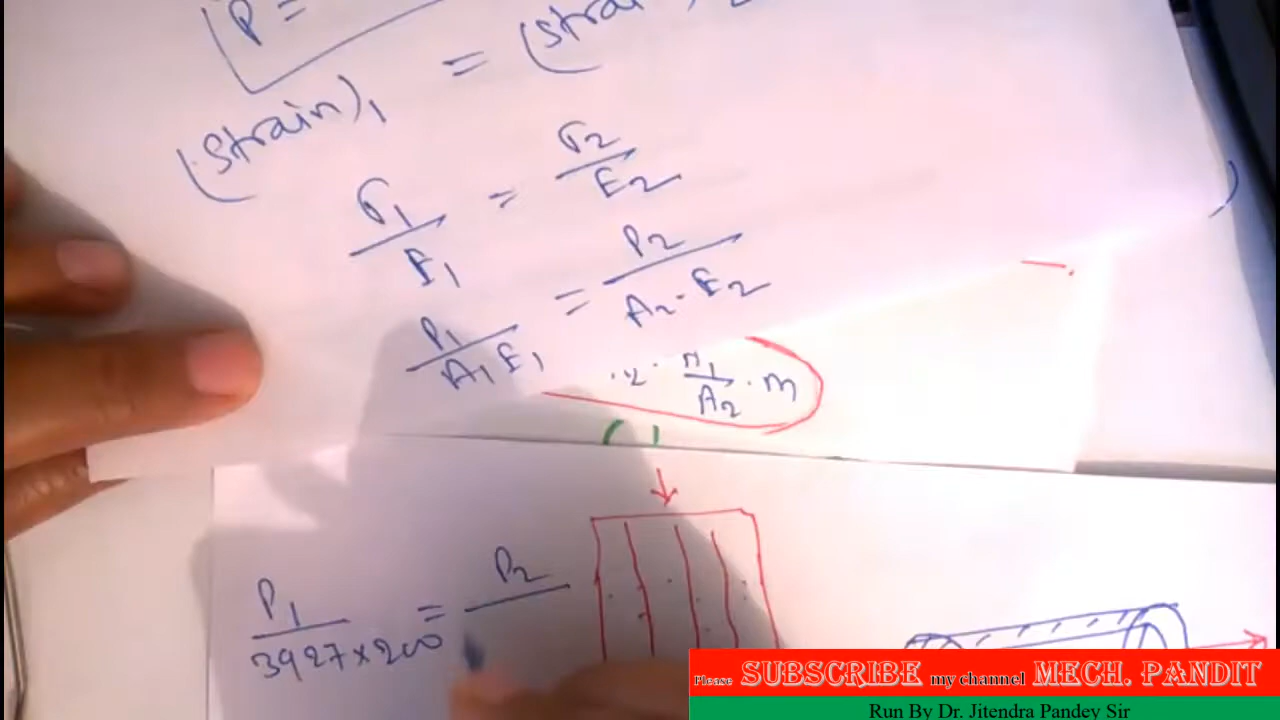 P =
(strain)₁ = (strain)₂
σ₁/E₁ = σ₂/E₂
P₁/A₁E₁ = P₂/A₂·E₂
A₁/A₂ · m
P₁/3927×200 = P₂/
Please SUBSCRIBE my channel MECH. PANDIT
Run By Dr. Jitendra Pandey Sir